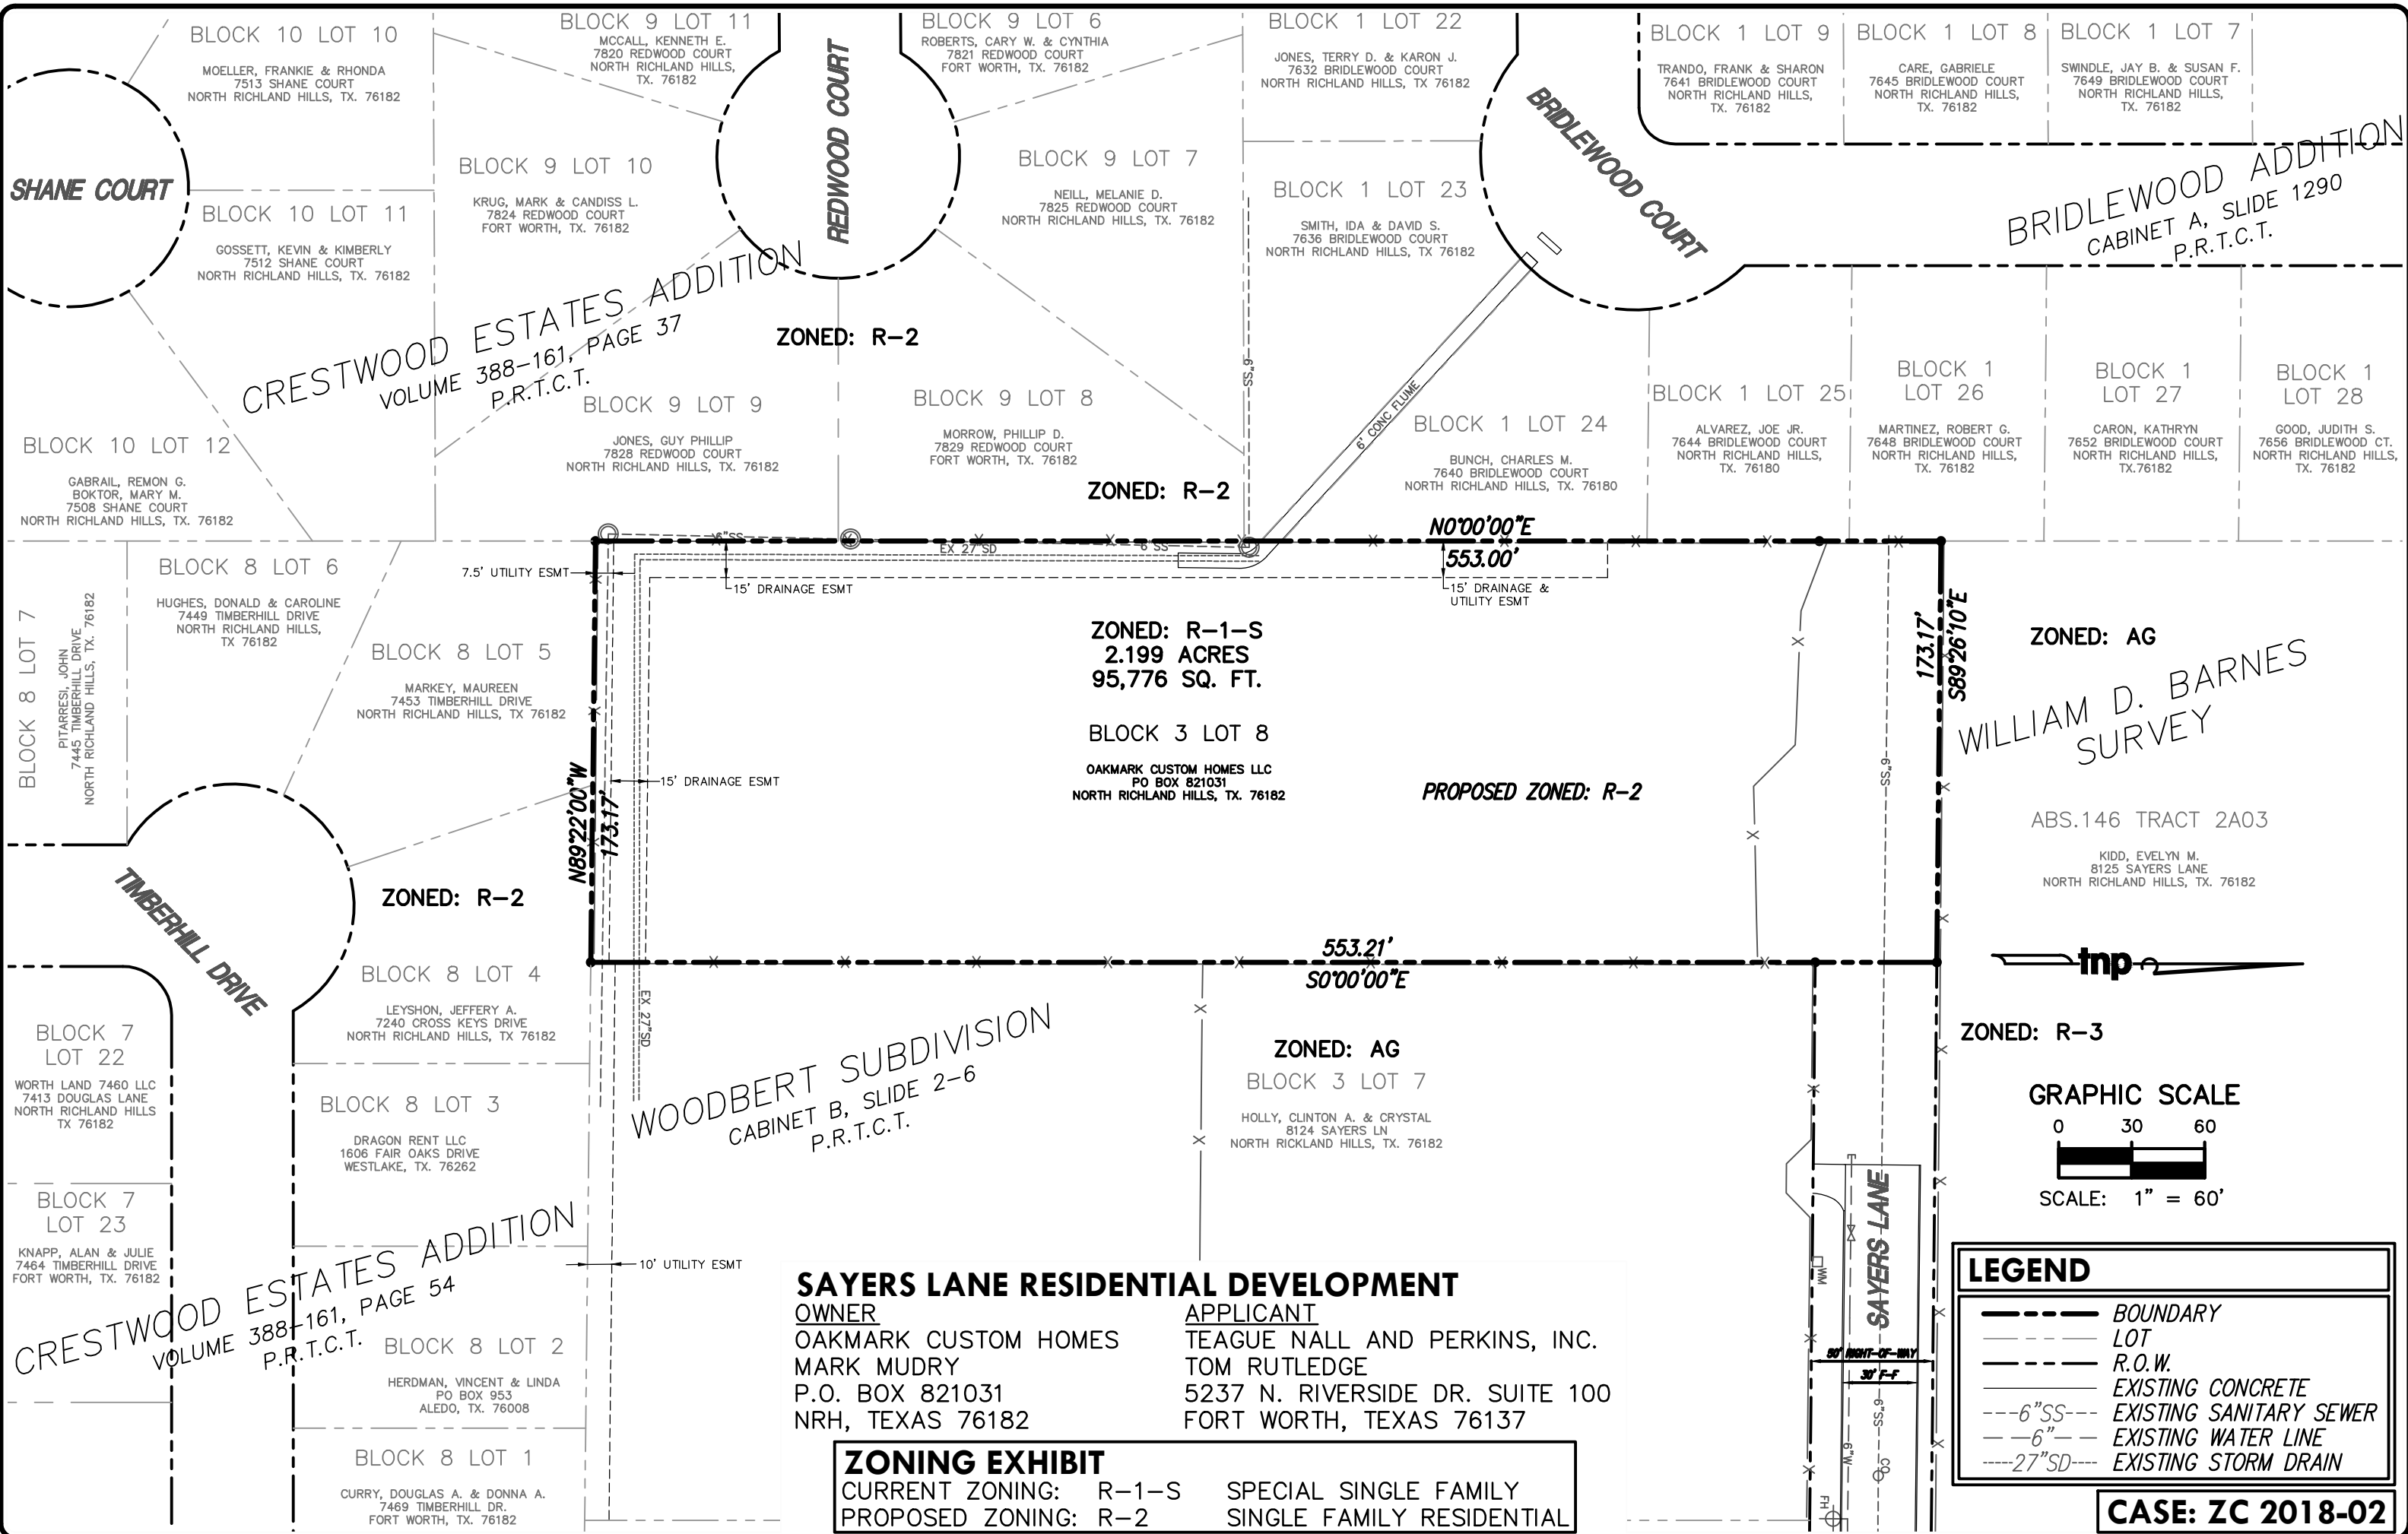 BLOCK 10 LOT 10
MOELLER, FRANKIE & RHONDA
7513 SHANE COURT
NORTH RICHLAND HILLS, TX. 76182
BLOCK 9 LOT 11
MCCALL, KENNETH E.
7820 REDWOOD COURT
NORTH RICHLAND HILLS,
TX. 76182
REDWOOD COURT
BLOCK 9 LOT 6
ROBERTS, CARY W. & CYNTHIA
7821 REDWOOD COURT
FORT WORTH, TX. 76182
BLOCK 1 LOT 22
JONES, TERRY D. & KARON J.
7632 BRIDLEWOOD COURT
NORTH RICHLAND HILLS, TX 76182
BLOCK 1 LOT 9
TRANDO, FRANK & SHARON
7641 BRIDLEWOOD COURT
NORTH RICHLAND HILLS,
TX. 76182
BLOCK 1 LOT 8
CARE, GABRIELE
7645 BRIDLEWOOD COURT
NORTH RICHLAND HILLS,
TX. 76182
BLOCK 1 LOT 7
SWINDLE, JAY B. & SUSAN F.
7649 BRIDLEWOOD COURT
NORTH RICHLAND HILLS,
TX. 76182
SHANE COURT
BLOCK 10 LOT 11
GOSSETT, KEVIN & KIMBERLY
7512 SHANE COURT
NORTH RICHLAND HILLS, TX. 76182
BLOCK 9 LOT 10
KRUG, MARK & CANDISS L.
7824 REDWOOD COURT
FORT WORTH, TX. 76182
BLOCK 9 LOT 7
NEILL, MELANIE D.
7825 REDWOOD COURT
NORTH RICHLAND HILLS, TX. 76182
BLOCK 1 LOT 23
SMITH, IDA & DAVID S.
7636 BRIDLEWOOD COURT
NORTH RICHLAND HILLS, TX 76182
BRIDLEWOOD COURT
BRIDLEWOOD ADDITION
CABINET A, SLIDE 1290
P.R.T.C.T.
CRESTWOOD ESTATES ADDITION
VOLUME 388-161, PAGE 37
P.R.T.C.T.
ZONED: R-2
6"SS
6' CONC FLUME
BLOCK 10 LOT 12
GABRAIL, REMON G.
BOKTOR, MARY M.
7508 SHANE COURT
NORTH RICHLAND HILLS, TX. 76182
BLOCK 9 LOT 9
JONES, GUY PHILLIP
7828 REDWOOD COURT
NORTH RICHLAND HILLS, TX. 76182
BLOCK 9 LOT 8
MORROW, PHILLIP D.
7829 REDWOOD COURT
FORT WORTH, TX. 76182
ZONED: R-2
BLOCK 1 LOT 24
BUNCH, CHARLES M.
7640 BRIDLEWOOD COURT
NORTH RICHLAND HILLS, TX. 76180
BLOCK 1 LOT 25
ALVAREZ, JOE JR.
7644 BRIDLEWOOD COURT
NORTH RICHLAND HILLS,
TX. 76180
BLOCK 1
LOT 26
MARTINEZ, ROBERT G.
7648 BRIDLEWOOD COURT
NORTH RICHLAND HILLS,
TX. 76182
BLOCK 1
LOT 27
CARON, KATHRYN
7652 BRIDLEWOOD COURT
NORTH RICHLAND HILLS,
TX.76182
BLOCK 1
LOT 28
GOOD, JUDITH S.
7656 BRIDLEWOOD CT.
NORTH RICHLAND HILLS,
TX. 76182
6"SS
EX 27"SD
6"SS
N0°00'00"E
553.00'
7.5' UTILITY ESMT
15' DRAINAGE ESMT
15' DRAINAGE &
UTILITY ESMT
BLOCK 8 LOT 7
PITARRESI, JOHN
7445 TIMBERHILL DRIVE
NORTH RICHLAND HILLS, TX. 76182
BLOCK 8 LOT 6
HUGHES, DONALD & CAROLINE
7449 TIMBERHILL DRIVE
NORTH RICHLAND HILLS,
TX 76182
BLOCK 8 LOT 5
MARKEY, MAUREEN
7453 TIMBERHILL DRIVE
NORTH RICHLAND HILLS, TX 76182
N89°22'00"W
173.17'
15' DRAINAGE ESMT
ZONED: R-1-S
2.199 ACRES
95,776 SQ. FT.
BLOCK 3 LOT 8
OAKMARK CUSTOM HOMES LLC
PO BOX 821031
NORTH RICHLAND HILLS, TX. 76182
PROPOSED ZONED: R-2
6"SS
173.17'
S89°26'10"E
ZONED: AG
WILLIAM D. BARNES
SURVEY
ABS.146 TRACT 2A03
KIDD, EVELYN M.
8125 SAYERS LANE
NORTH RICHLAND HILLS, TX. 76182
TIMBERHILL DRIVE
ZONED: R-2
553.21'
S0°00'00"E
tnp
BLOCK 8 LOT 4
LEYSHON, JEFFERY A.
7240 CROSS KEYS DRIVE
NORTH RICHLAND HILLS, TX 76182
EX 27"SD
WOODBERT SUBDIVISION
CABINET B, SLIDE 2-6
P.R.T.C.T.
ZONED: AG
BLOCK 3 LOT 7
HOLLY, CLINTON A. & CRYSTAL
8124 SAYERS LN
NORTH RICKLAND HILLS, TX. 76182
ZONED: R-3
GRAPHIC SCALE
0 30 60
SCALE: 1" = 60'
BLOCK 7
LOT 22
WORTH LAND 7460 LLC
7413 DOUGLAS LANE
NORTH RICHLAND HILLS
TX 76182
BLOCK 8 LOT 3
DRAGON RENT LLC
1606 FAIR OAKS DRIVE
WESTLAKE, TX. 76262
BLOCK 7
LOT 23
KNAPP, ALAN & JULIE
7464 TIMBERHILL DRIVE
FORT WORTH, TX. 76182
CRESTWOOD ESTATES ADDITION
VOLUME 388-161, PAGE 54
P.R.T.C.T.
10' UTILITY ESMT
BLOCK 8 LOT 2
HERDMAN, VINCENT & LINDA
PO BOX 953
ALEDO, TX. 76008
BLOCK 8 LOT 1
CURRY, DOUGLAS A. & DONNA A.
7469 TIMBERHILL DR.
FORT WORTH, TX. 76182
SAYERS LANE
WM
50' RIGHT-OF-WAY
30' F-F
6"SS
6"W
CO
FH
SAYERS LANE RESIDENTIAL DEVELOPMENT
OWNER
OAKMARK CUSTOM HOMES
MARK MUDRY
P.O. BOX 821031
NRH, TEXAS 76182
APPLICANT
TEAGUE NALL AND PERKINS, INC.
TOM RUTLEDGE
5237 N. RIVERSIDE DR. SUITE 100
FORT WORTH, TEXAS 76137
ZONING EXHIBIT
CURRENT ZONING: R-1-S SPECIAL SINGLE FAMILY
PROPOSED ZONING: R-2 SINGLE FAMILY RESIDENTIAL
LEGEND
BOUNDARY
LOT
R.O.W.
EXISTING CONCRETE
6"SS EXISTING SANITARY SEWER
6" EXISTING WATER LINE
27"SD EXISTING STORM DRAIN
CASE: ZC 2018-02